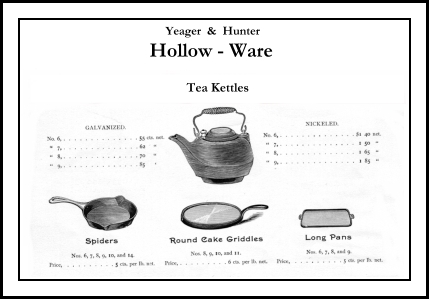 Yeager & Hunter
Hollow - Ware
Tea Kettles
GALVANIZED.
No. 6, . . . . . . . . . . . . . 55 cts. net.
" 7, . . . . . . . . . . . . . 62 "
" 8, . . . . . . . . . . . . . 70 "
" 9, . . . . . . . . . . . . . 85 "
NICKELED.
No. 6, . . . . . . . . . . . . . $1 40 net.
" 7, . . . . . . . . . . . . . 1 50 "
" 8, . . . . . . . . . . . . . 1 65 "
" 9, . . . . . . . . . . . . . 1 85 "
Spiders
Nos. 6, 7, 8, 9, 10, and 14.
Price, . . . . . . . . . . 5 cts. per lb. net.
Round Cake Griddles
Nos. 8, 9, 10, and 11.
Price, . . . . . . . . . . 6 cts. per lb. net.
Long Pans
Nos. 6, 7, 8, and 9.
Price, . . . . . . . . . . 5 cts. per lb. net.